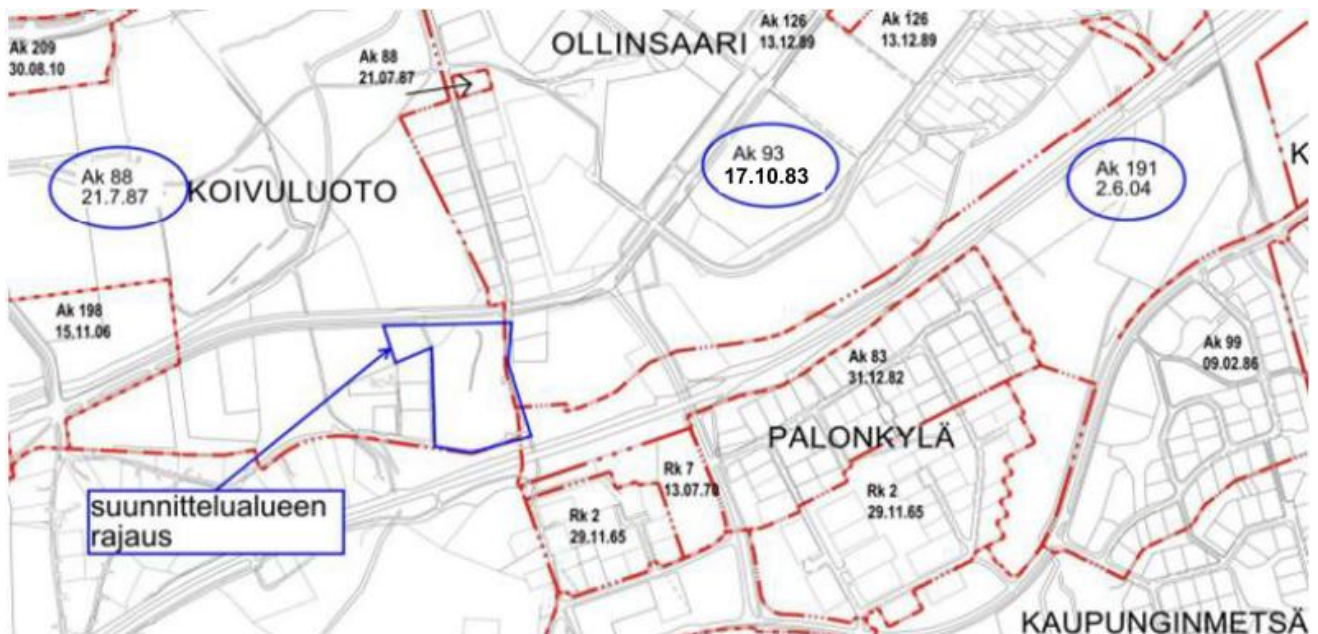 Ak 209
30.08.10
Ak 88
21.07.87
OLLINSAARI
Ak 126
13.12.89
Ak 126
13.12.89
Ak 88
21.7.87
KOIVULUOTO
Ak 93
17.10.83
Ak 191
2.6.04
K
Ak 198
15.11.06
Ak 83
31.12.82
Ak 99
09.02.86
PALONKYLÄ
Rk 7
13.07.70
Rk 2
29.11.65
Rk 2
29.11.65
suunnittelualueen
rajaus
KAUPUNGINMETSÄ